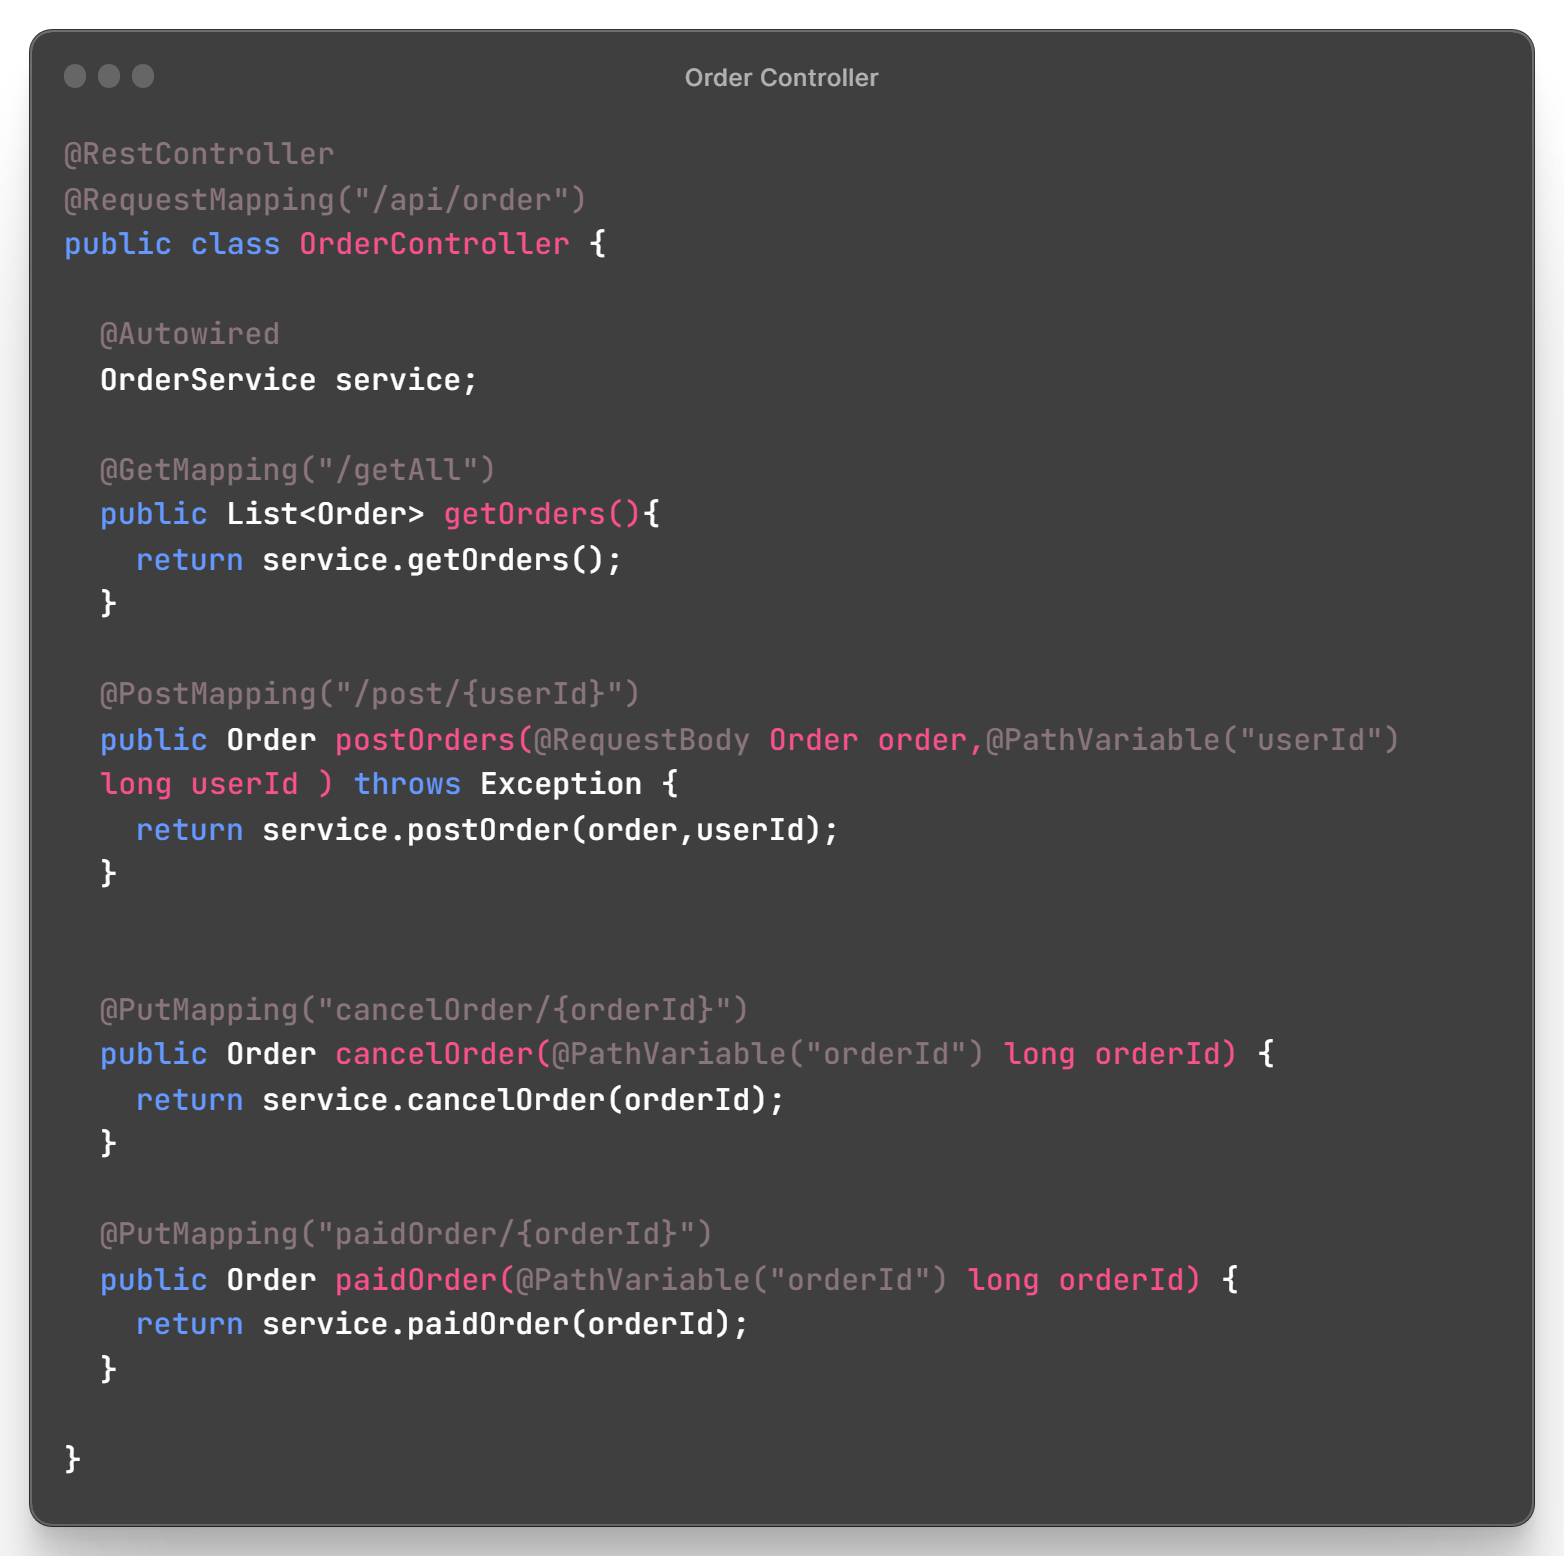 Order Controller
@RestController
@RequestMapping("/api/order")
public class OrderController {
@Autowired
OrderService service;
@GetMapping("/getAll")
public List<Order> getOrders(){
return service.getOrders();
}
@PostMapping("/post/{userId}")
public Order postOrders(@RequestBody Order order,@PathVariable("userId")
long userId ) throws Exception {
return service.postOrder(order,userId);
}
@PutMapping("cancelOrder/{orderId}")
public Order cancelOrder(@PathVariable("orderId") long orderId) {
return service.cancelOrder(orderId);
}
@PutMapping("paidOrder/{orderId}")
public Order paidOrder(@PathVariable("orderId") long orderId) {
return service.paidOrder(orderId);
}
}